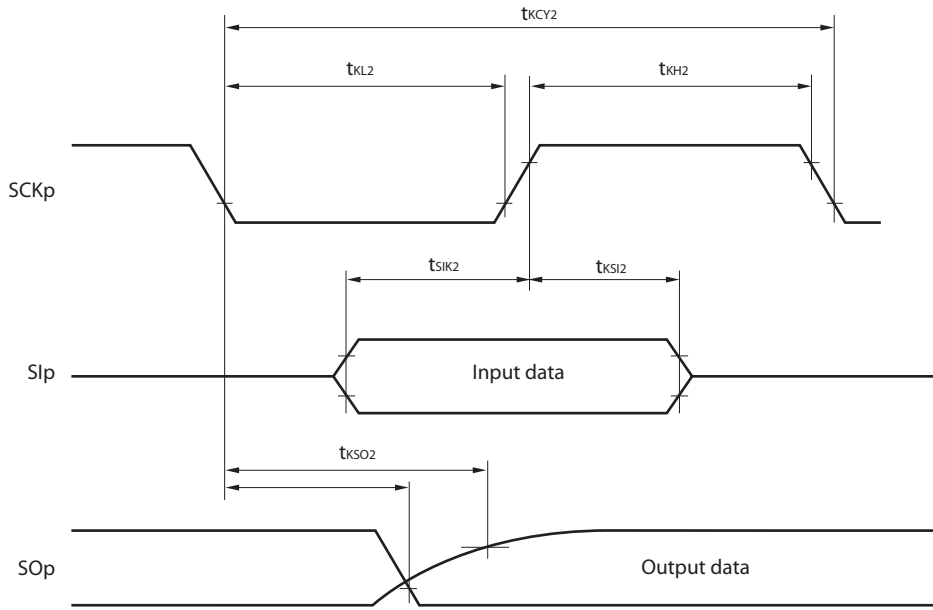 tKCY2
tKL2
tKH2
SCKp
tSIK2
tKSI2
SIp
Input data
tKSO2
SOp
Output data